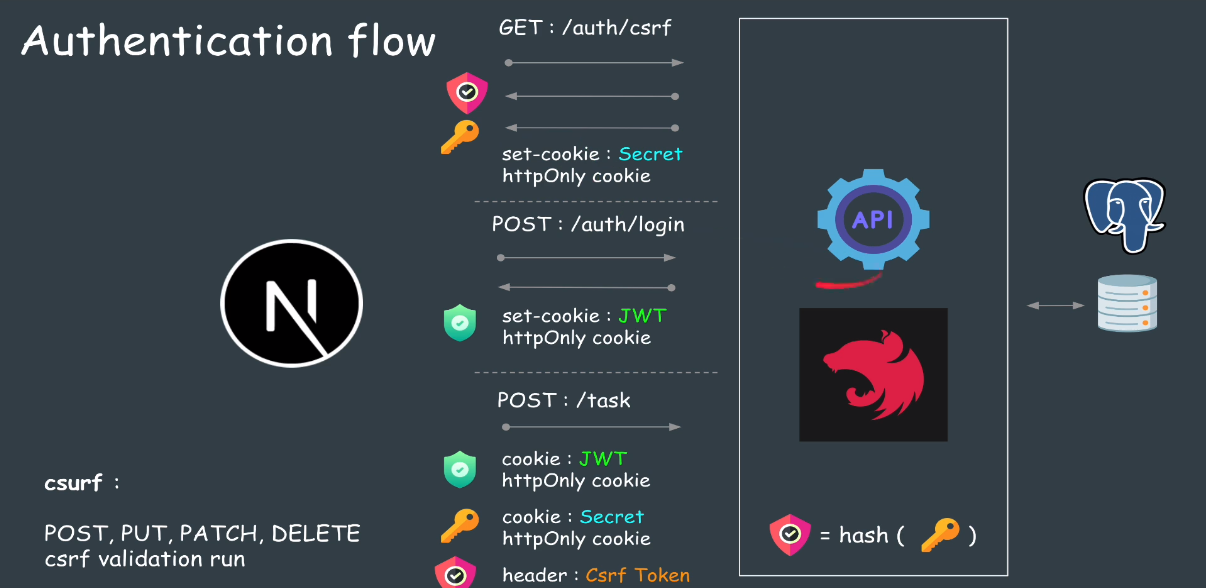 Authentication flow
GET : /auth/csrf
set-cookie : Secret
httpOnly cookie
POST : /auth/login
set-cookie : JWT
httpOnly cookie
POST : /task
cookie : JWT
httpOnly cookie
cookie : Secret
httpOnly cookie
header : Csrf Token
csurf :
POST, PUT, PATCH, DELETE
csrf validation run
N
API
= hash ( )